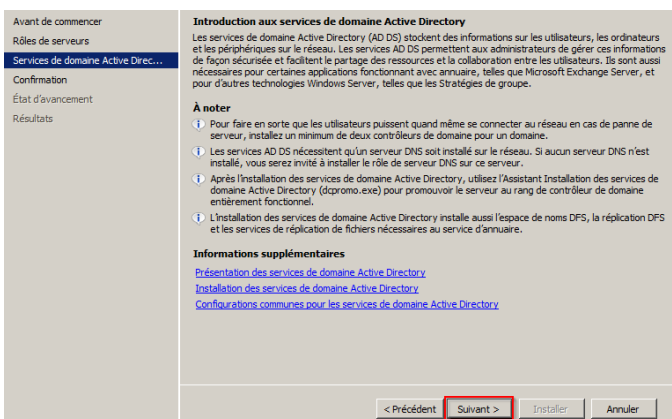 Avant de commencer
Rôles de serveurs
Services de domaine Active Direc...
Confirmation
État d'avancement
Résultats
Introduction aux services de domaine Active Directory
Les services de domaine Active Directory (AD DS) stockent des informations sur les utilisateurs, les ordinateurs
et les périphériques sur le réseau. Les services AD DS permettent aux administrateurs de gérer ces informations
de façon sécurisée et facilitent le partage des ressources et la collaboration entre les utilisateurs. Ils sont aussi
nécessaires pour certaines applications fonctionnant avec annuaire, telles que Microsoft Exchange Server, et
pour d'autres technologies Windows Server, telles que les Stratégies de groupe.
À noter
Pour faire en sorte que les utilisateurs puissent quand même se connecter au réseau en cas de panne de
serveur, installez un minimum de deux contrôleurs de domaine pour un domaine.
Les services AD DS nécessitent qu'un serveur DNS soit installé sur le réseau. Si aucun serveur DNS n'est
installé, vous serez invité à installer le rôle de serveur DNS sur ce serveur.
Après l'installation des services de domaine Active Directory, utilisez l'Assistant Installation des services de
domaine Active Directory (dcpromo.exe) pour promouvoir le serveur au rang de contrôleur de domaine
entièrement fonctionnel.
L'installation des services de domaine Active Directory installe aussi l'espace de noms DFS, la réplication DFS
et les services de réplication de fichiers nécessaires au service d'annuaire.
Informations supplémentaires
Présentation des services de domaine Active Directory
Installation des services de domaine Active Directory
Configurations communes pour les services de domaine Active Directory
< Précédent
Suivant >
Installer
Annuler